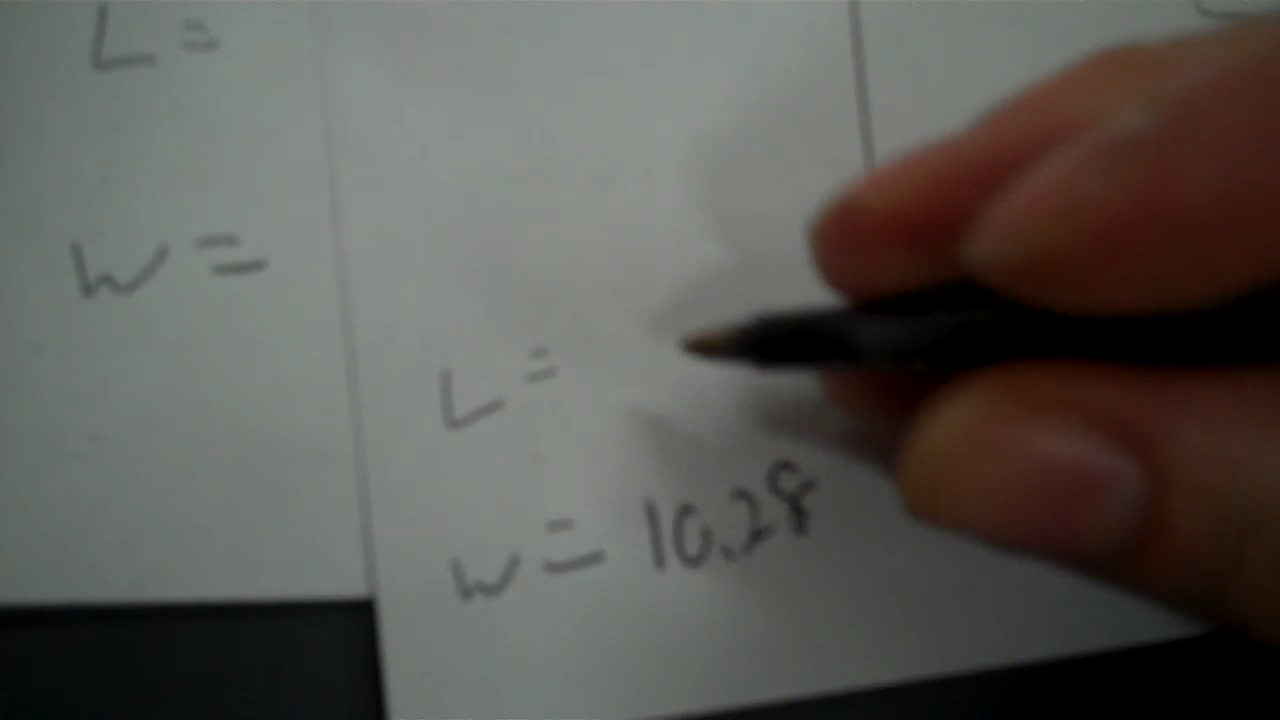 L =
W =
L =
W = 10.28